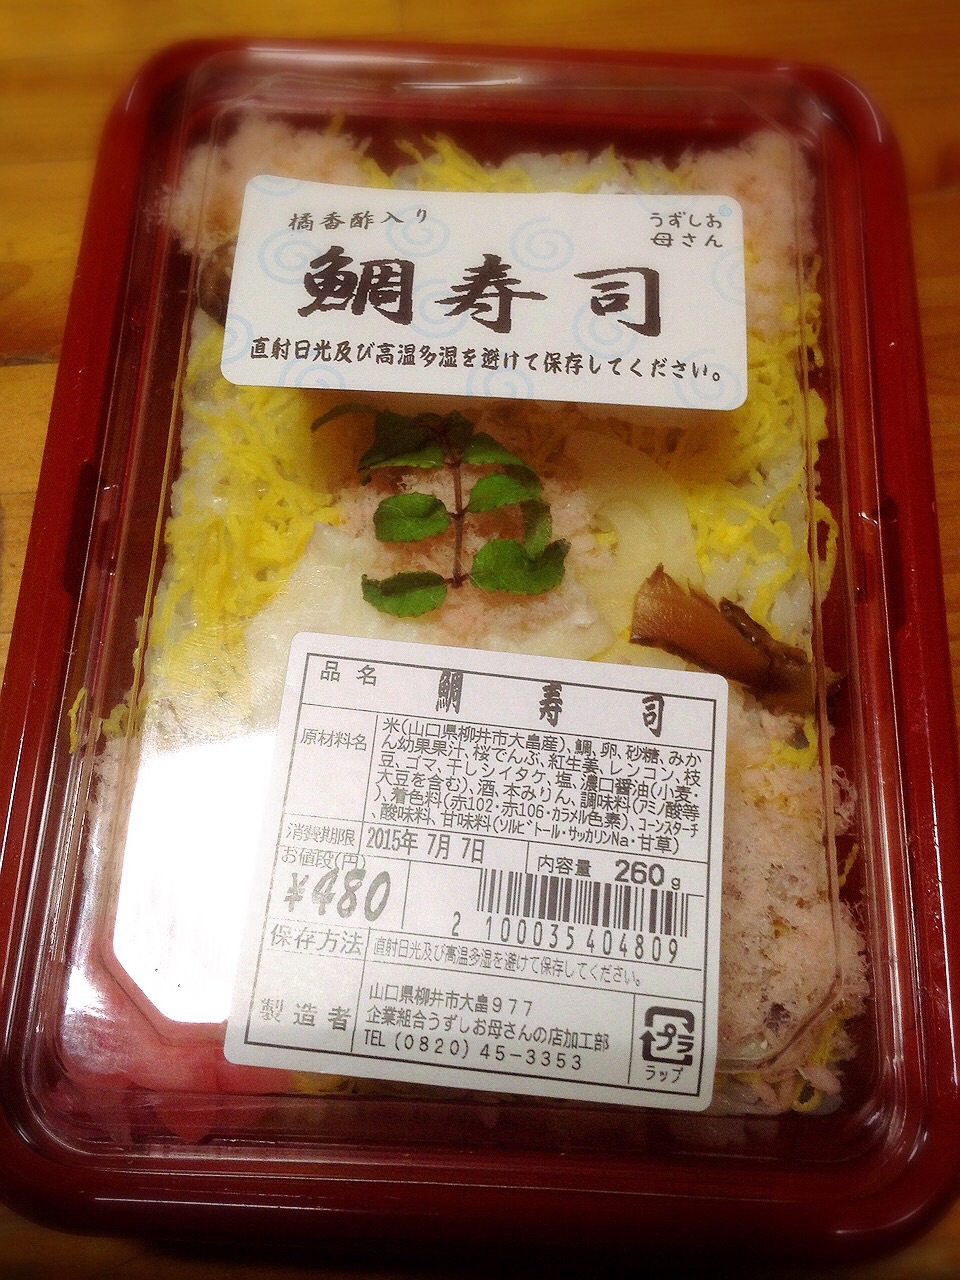 橘香酢入り
うずしお
母さん
鯛寿司
直射日光及び高温多湿を避けて保存してください。
品名 鯛寿司
原材料名
米(山口県柳井市大畠産)、鯛、卵、砂糖、みか
ん幼果果汁、桜でんぶ、紅生姜、レンコン、枝
豆、ゴマ、干しシイタケ、塩、濃口醤油(小麦・
大豆を含む)、酒、本みりん、調味料(アミノ酸等
)、着色料(赤102・赤106・カラメル色素)、コーンスターチ
、酸味料、甘味料(ソルビトール・サッカリンNa・甘草)
消費期限 2015年 7月 7日
内容量 260g
お値段(円)
¥480
2 100035 404809
保存方法 直射日光及び高温多湿を避けて保存してください。
製造者
山口県柳井市大畠977
企業組合うずしお母さんの店加工部
TEL(0820)45-3353
プラ
ラップ